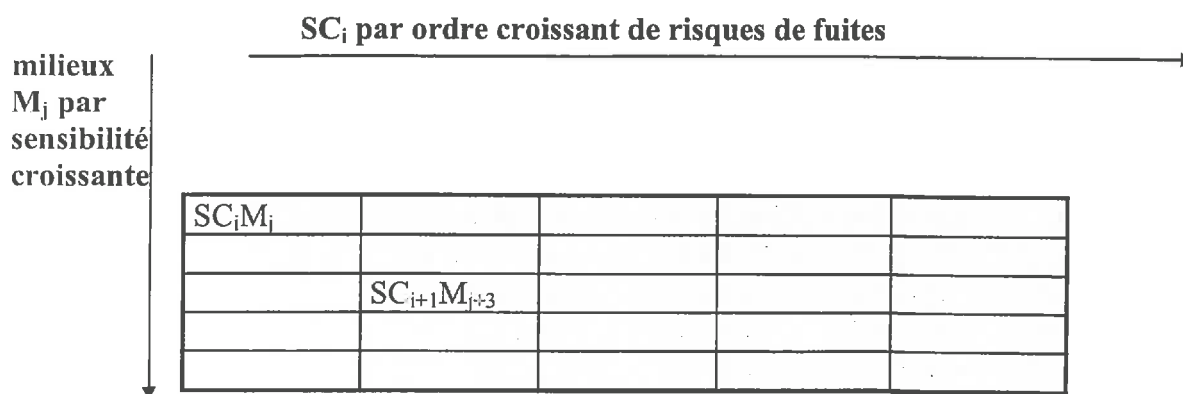 SCᵢ par ordre croissant de risques de fuites
milieux
Mⱼ par
sensibilité
croissante
SCᵢMⱼ
SCᵢ₊₁Mⱼ₊₃